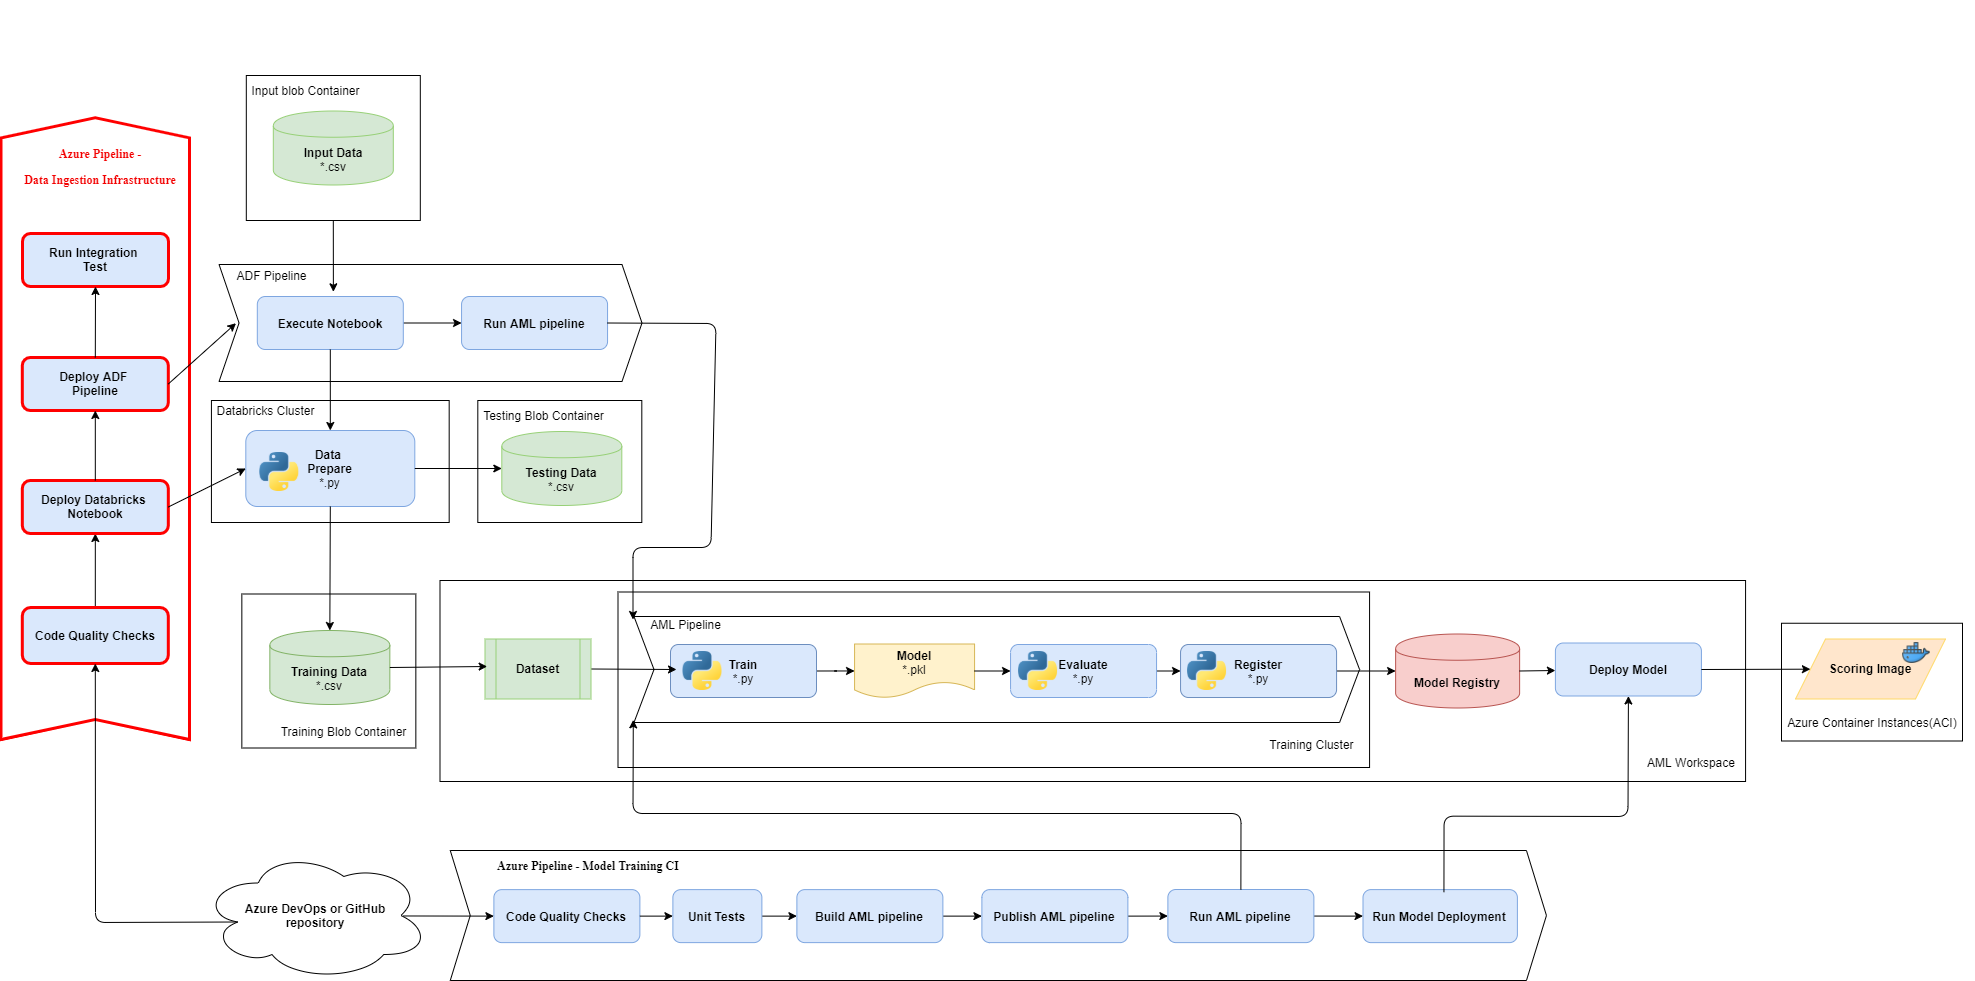 Input blob Container
Input Data
*.csv
Azure Pipeline -
Data Ingestion Infrastructure
Run Integration
Test
Deploy ADF
Pipeline
Deploy Databricks
Notebook
Code Quality Checks
ADF Pipeline
Execute Notebook
Run AML pipeline
Databricks Cluster
Data
Prepare
*.py
Testing Blob Container
Testing Data
*.csv
Training Data
*.csv
Training Blob Container
Dataset
AML Pipeline
Train
*.py
Model
*.pkl
Evaluate
*.py
Register
*.py
Training Cluster
Model Registry
Deploy Model
AML Workspace
Scoring Image
Azure Container Instances(ACI)
Azure DevOps or GitHub
repository
Azure Pipeline - Model Training CI
Code Quality Checks
Unit Tests
Build AML pipeline
Publish AML pipeline
Run AML pipeline
Run Model Deployment